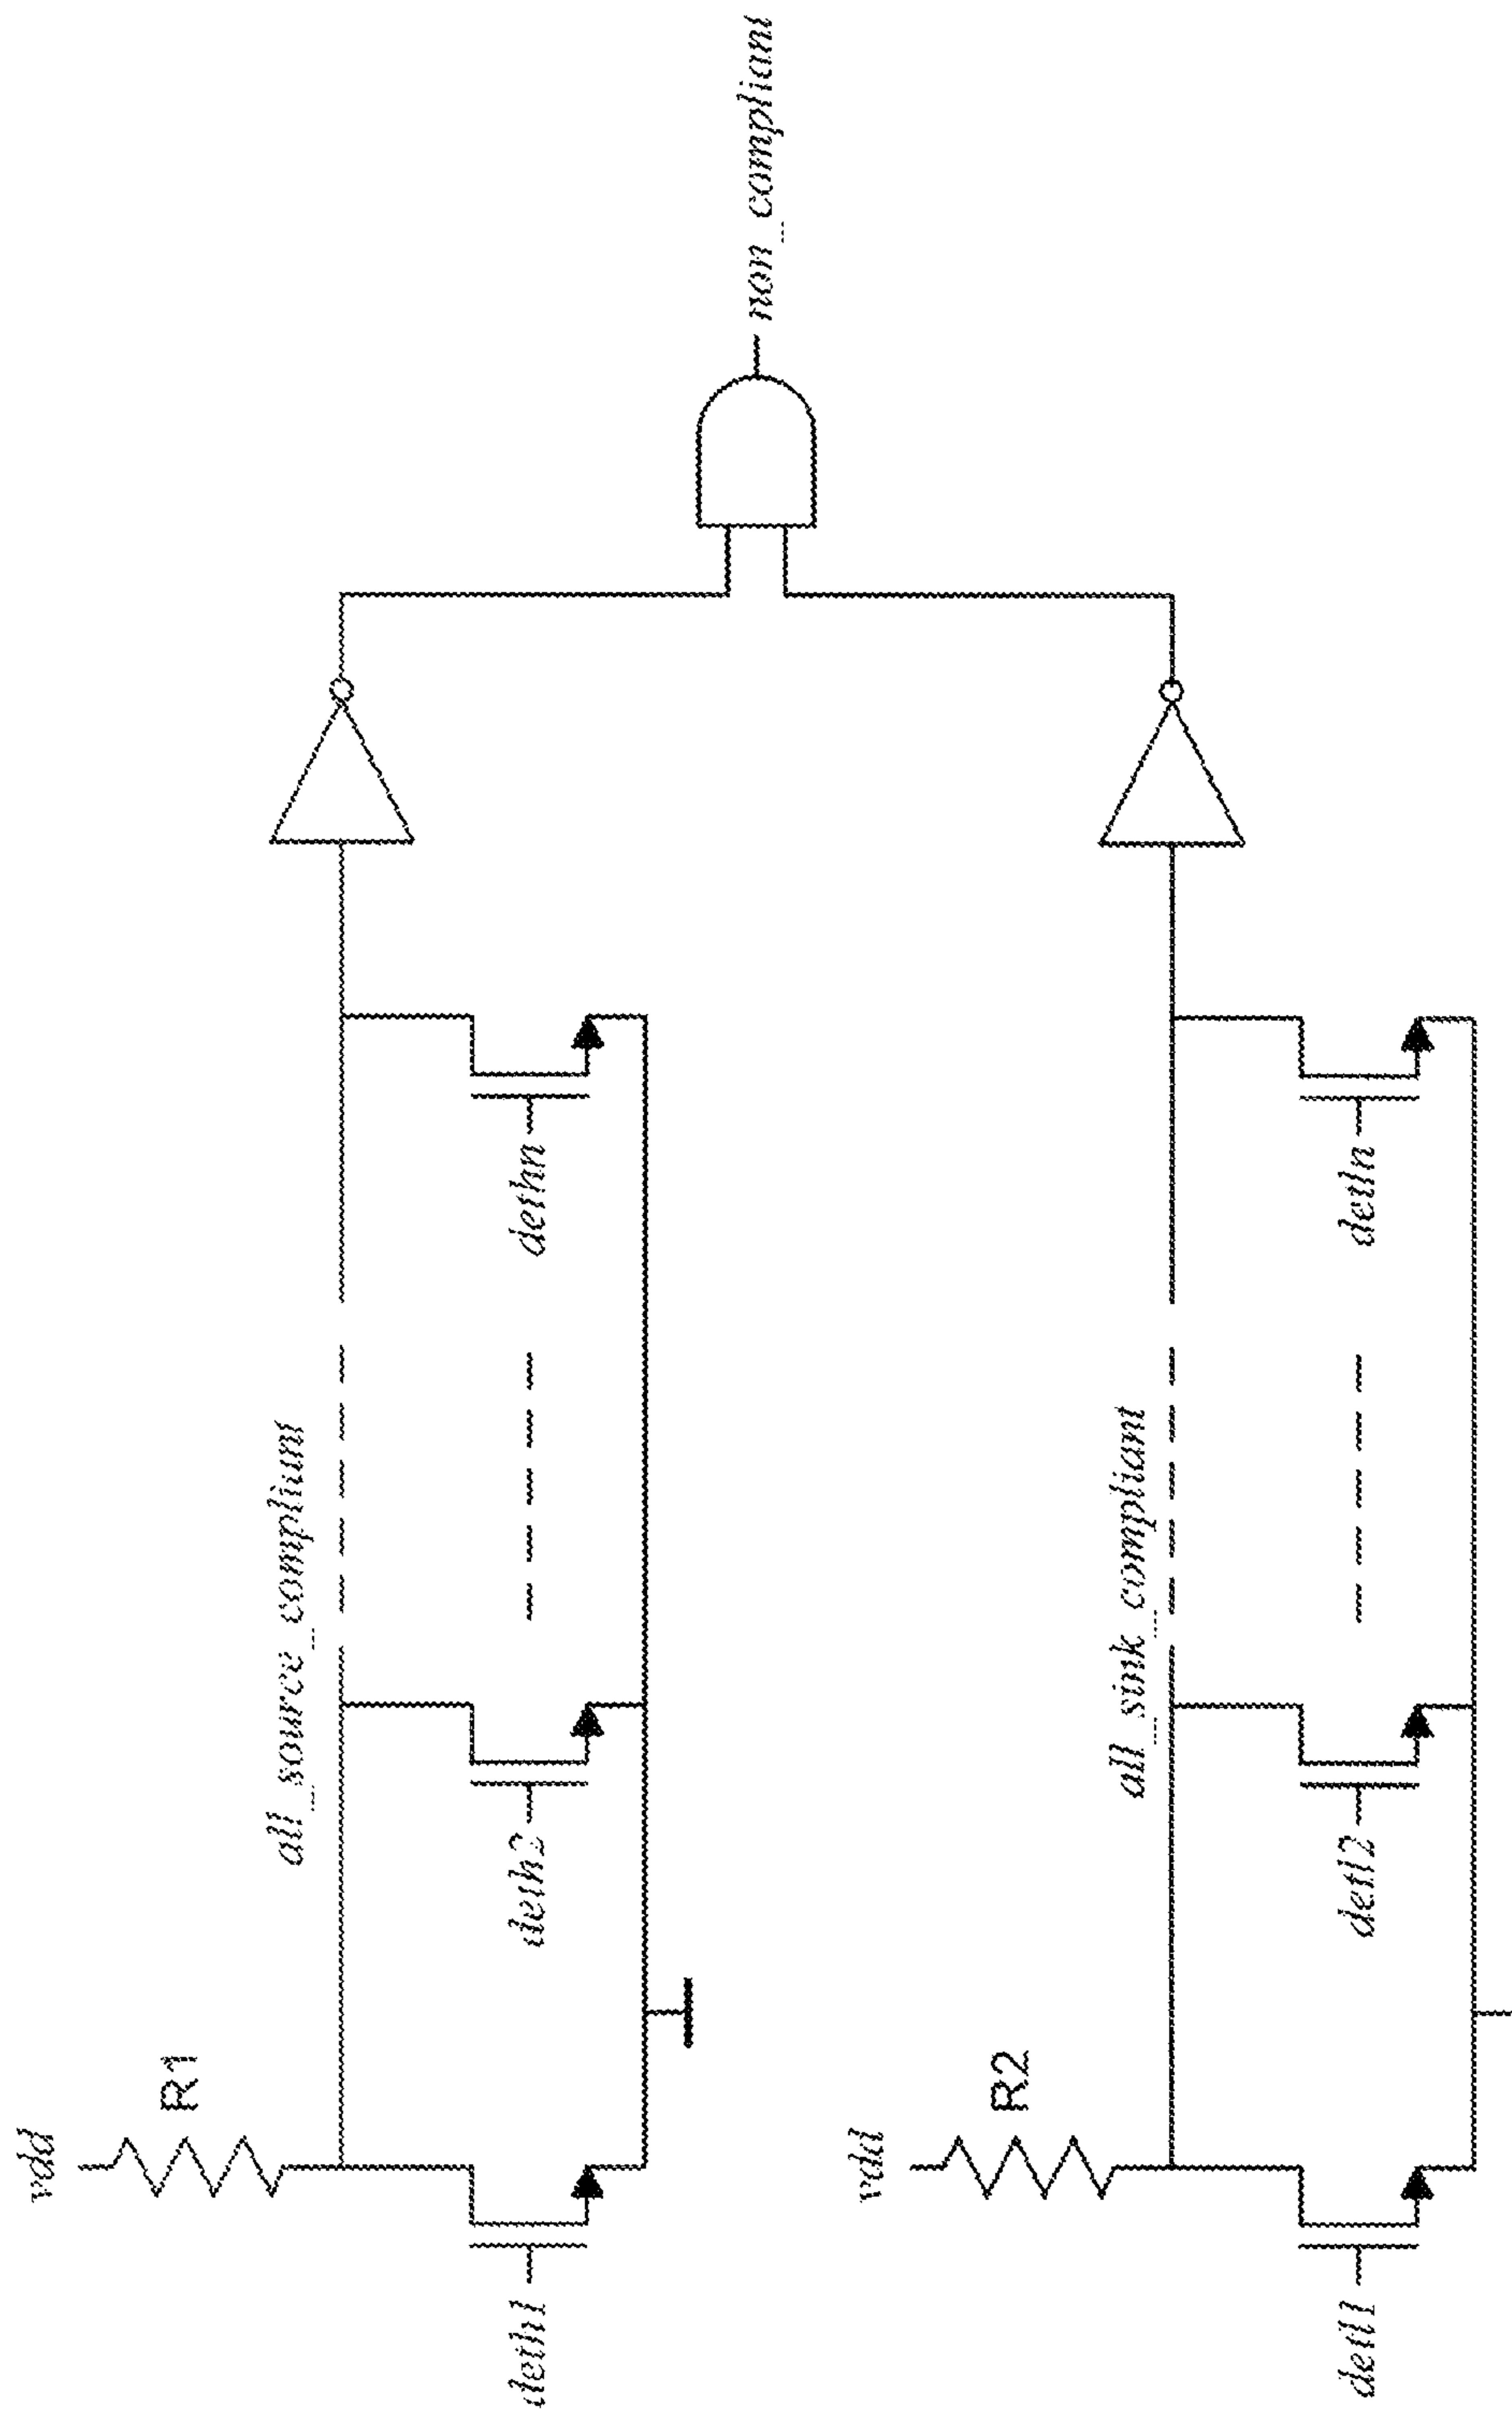 vdd
R1
all_source_compliant
deth1
deth2
dethn
non_compliant
vdd
R2
all_sink_compliant
detl1
detl2
detln